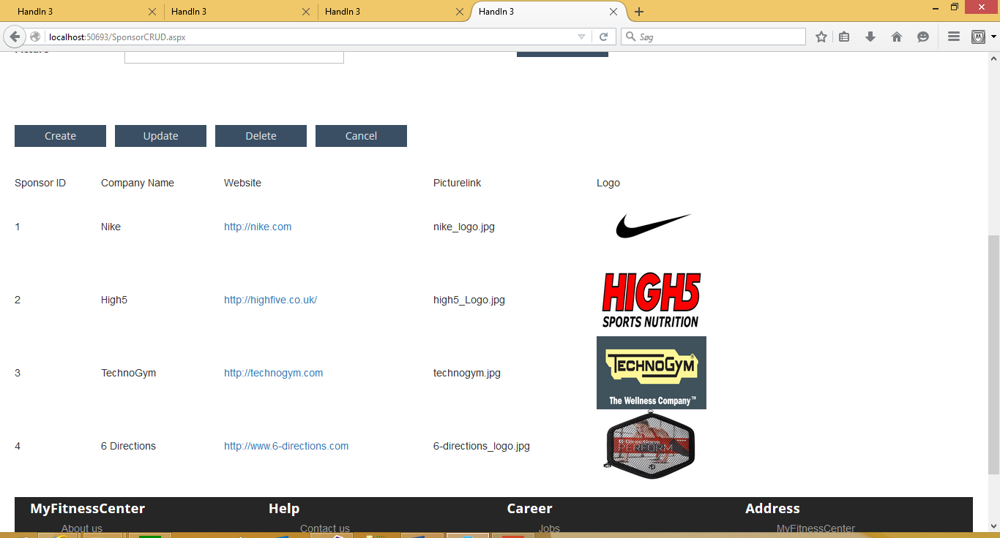 HandIn 3 HandIn 3 HandIn 3 HandIn 3
localhost:50693/SponsorCRUD.aspx Søg
Create Update Delete Cancel
Sponsor ID Company Name Website Picturelink Logo
1 Nike http://nike.com nike_logo.jpg
2 High5 http://highfive.co.uk/ high5_Logo.jpg
HIGH5
SPORTS NUTRITION
3 TechnoGym http://technogym.com technogym.jpg
TECHNOGYM®
The Wellness Company™
4 6 Directions http://www.6-directions.com 6-directions_logo.jpg
6-Directions
PERFORM
MyFitnessCenter Help Career Address
About us Contact us Jobs MyFitnessCenter